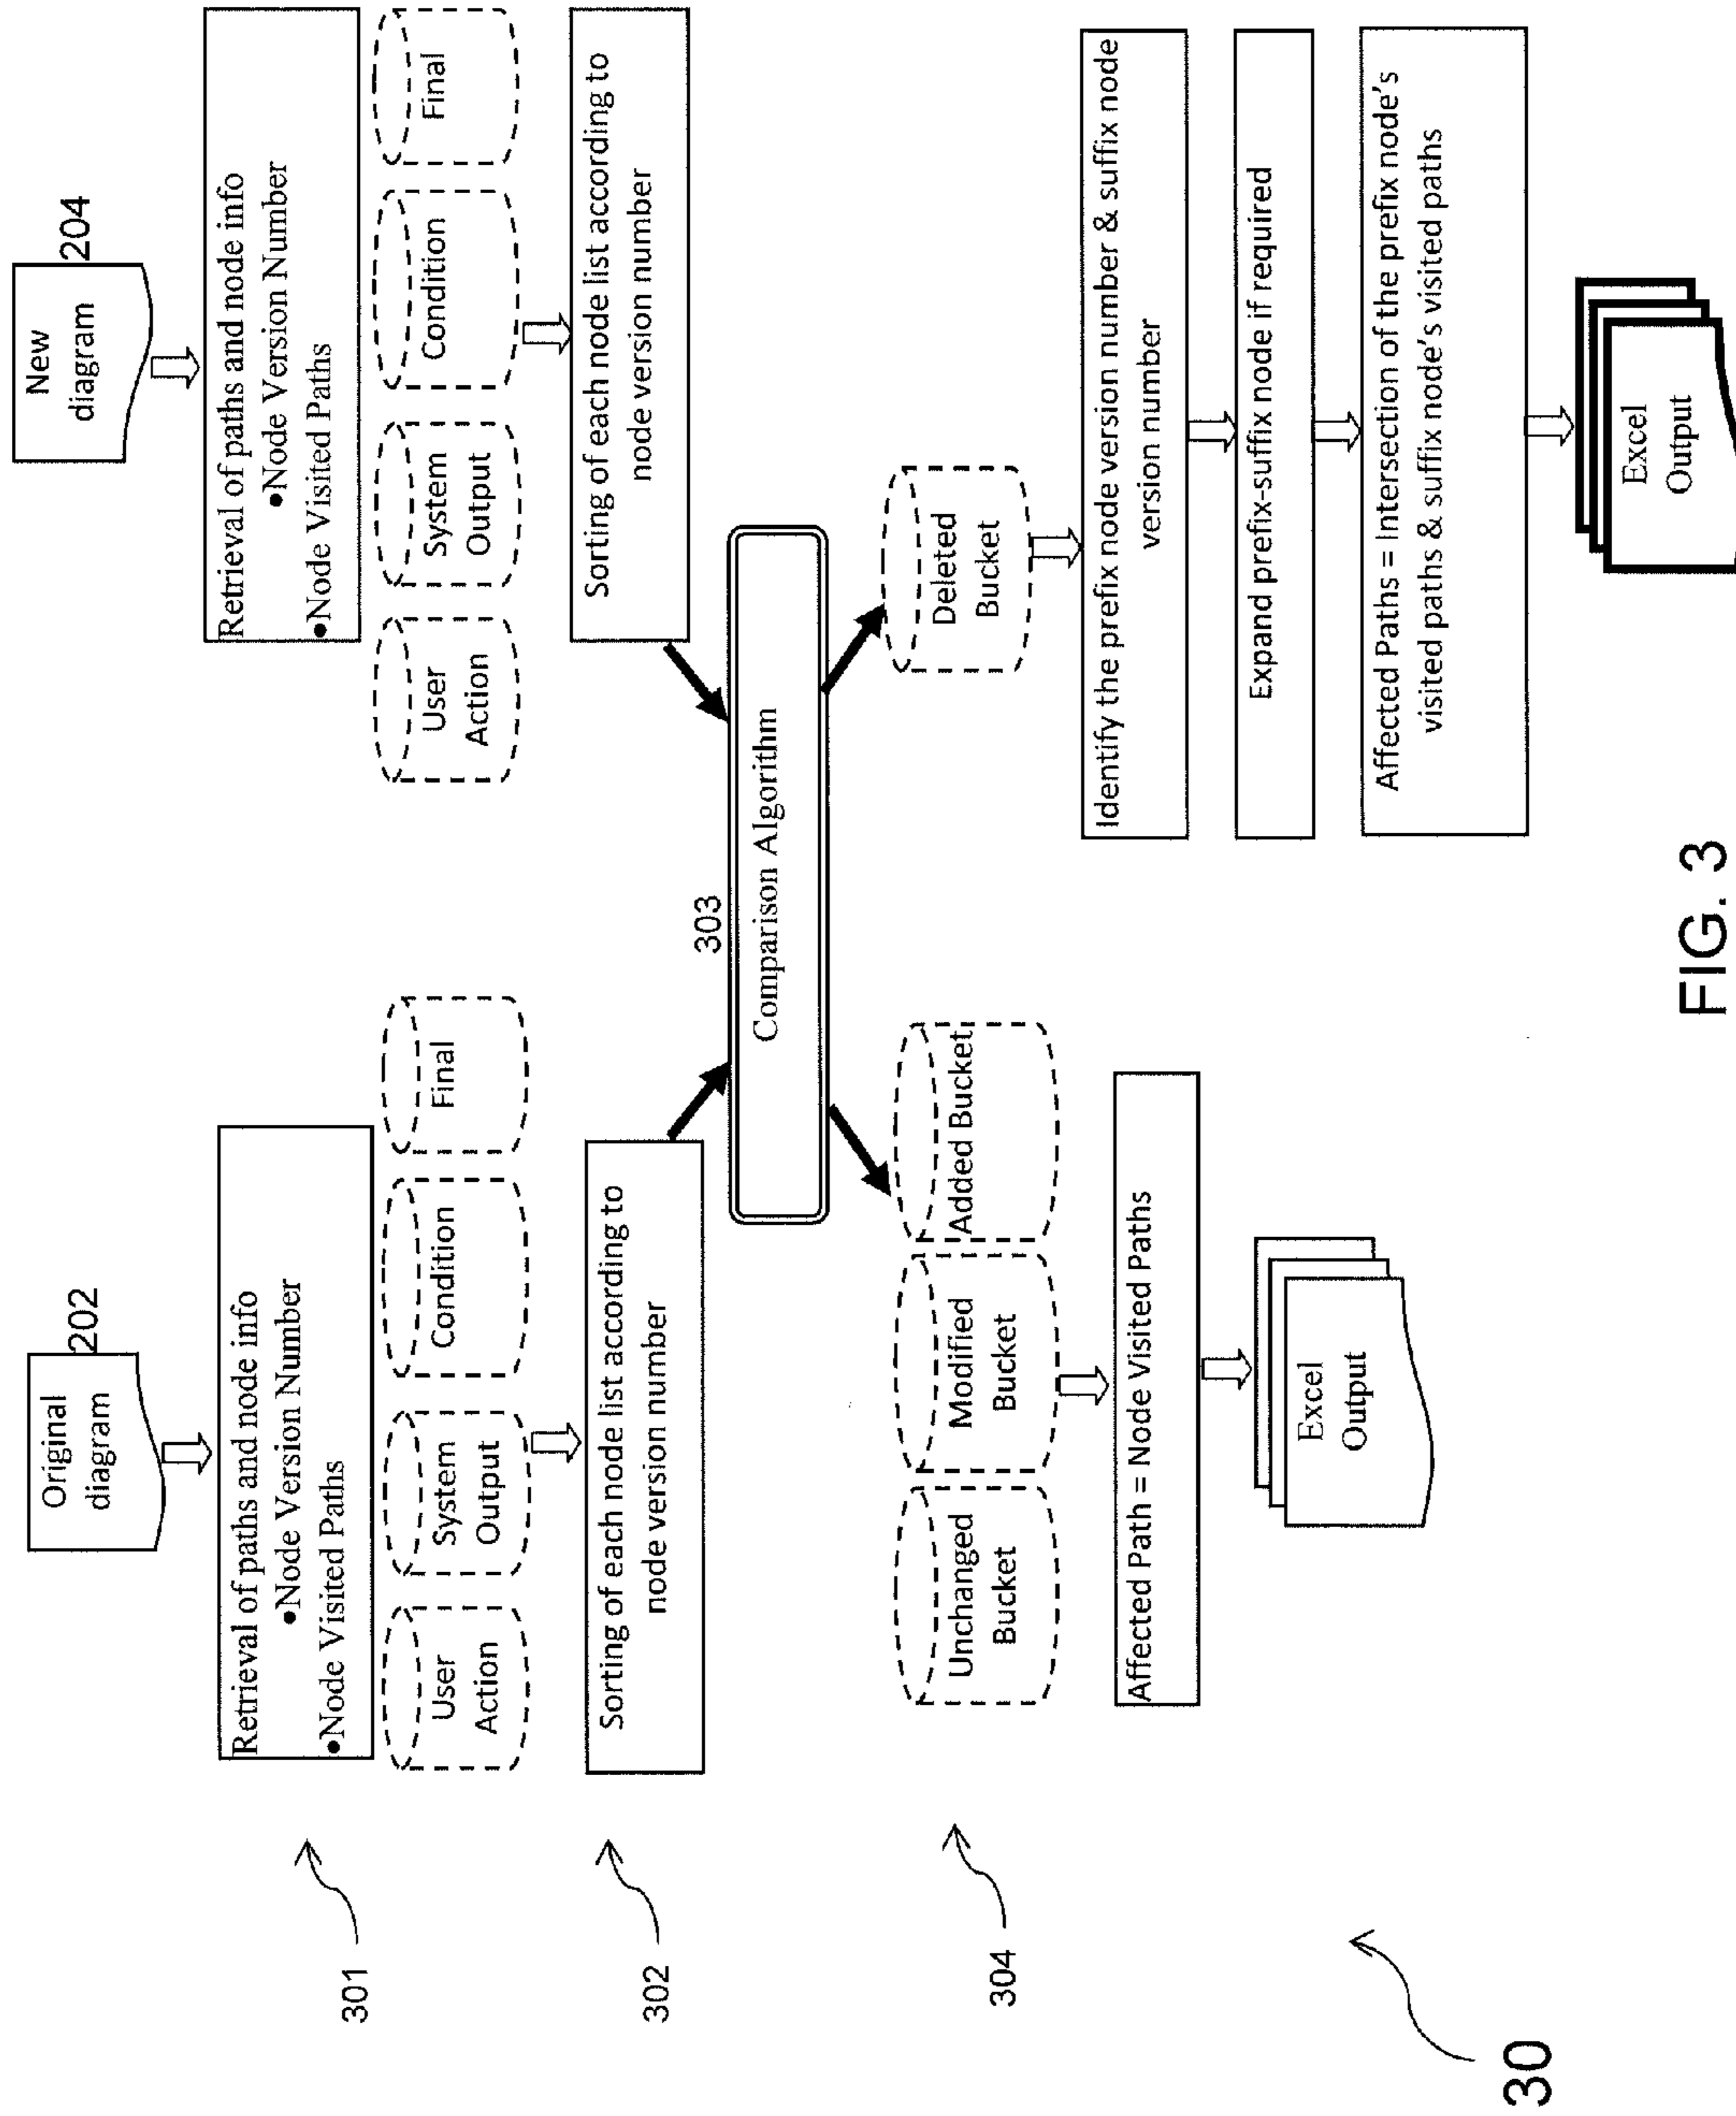 Original
diagram
202
Retrieval of paths and node info
•Node Version Number
•Node Visited Paths
User
Action
System
Output
Condition
Final
Sorting of each node list according to
node version number
New
diagram
204
Retrieval of paths and node info
•Node Version Number
•Node Visited Paths
User
Action
System
Output
Condition
Final
Sorting of each node list according to
node version number
303
Comparison Algorithm
Unchanged
Bucket
Modified
Bucket
Added Bucket
Affected Path = Node Visited Paths
Excel
Output
Deleted
Bucket
Identify the prefix node version number & suffix node
version number
Expand prefix-suffix node if required
Affected Paths = Intersection of the prefix node's
visited paths & suffix node's visited paths
Excel
Output
301
302
304
30
FIG. 3